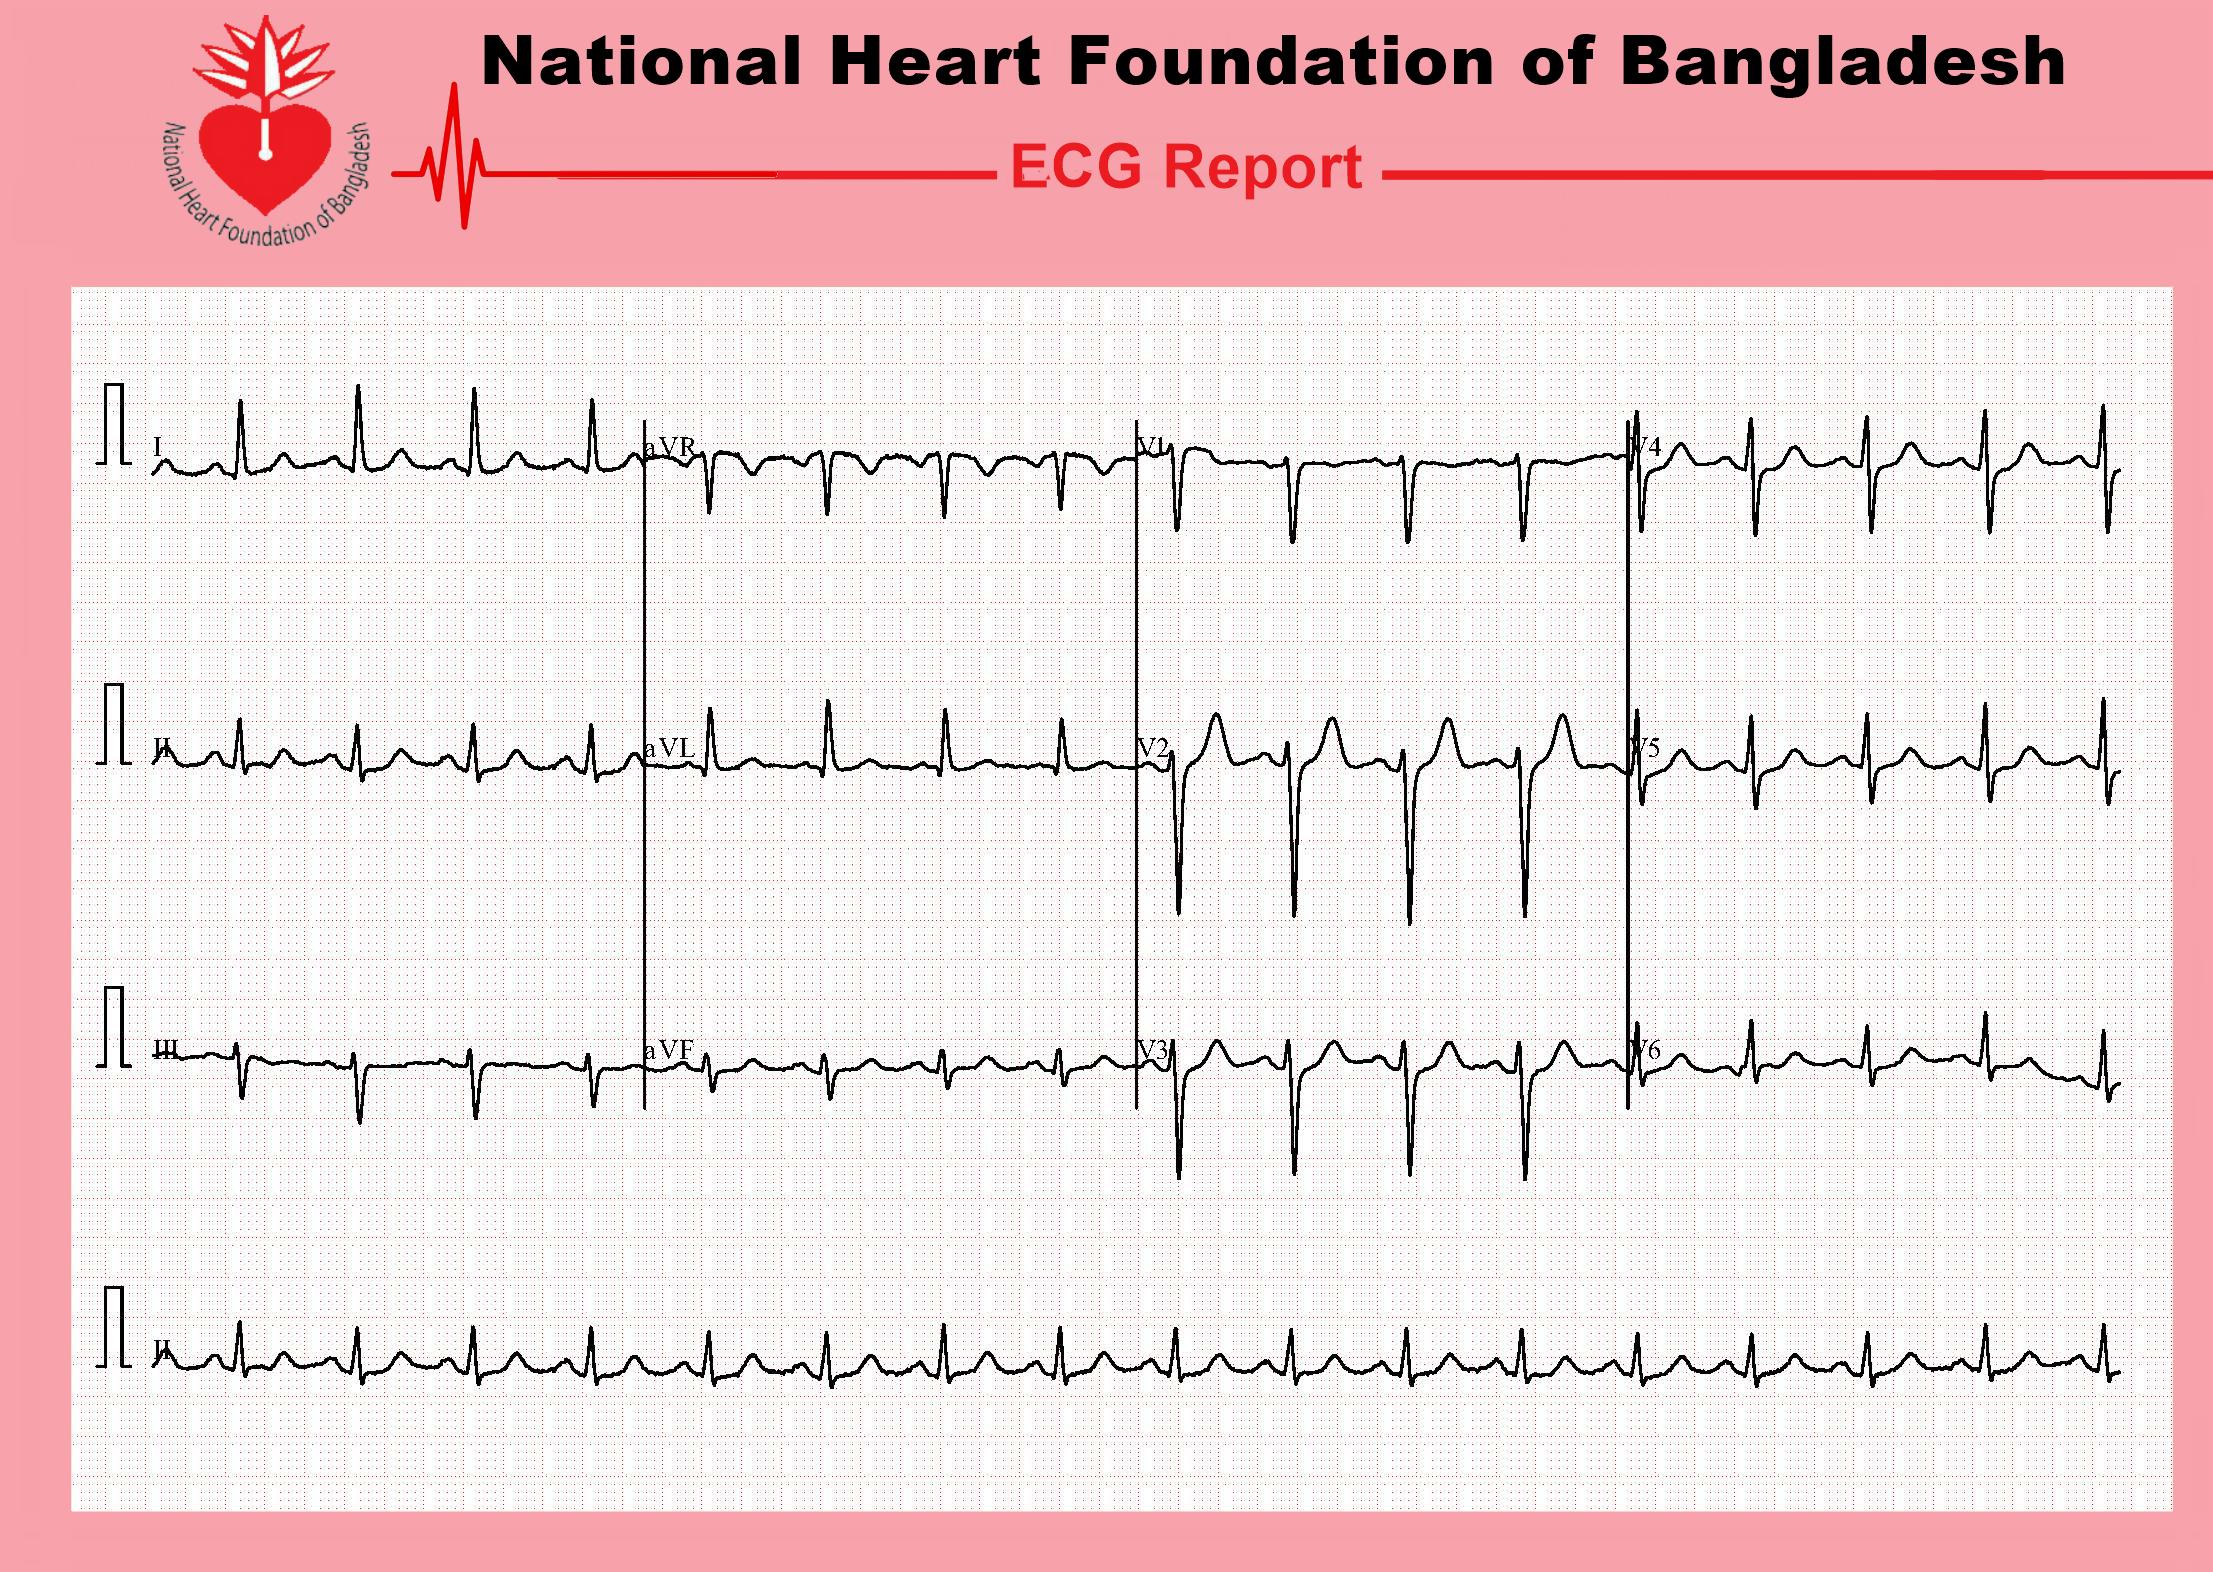 National Heart Foundation of Bangladesh
National Heart Foundation of Bangladesh
ECG Report
I
aVR
V1
V4
II
aVL
V2
V5
III
aVF
V3
V6
II